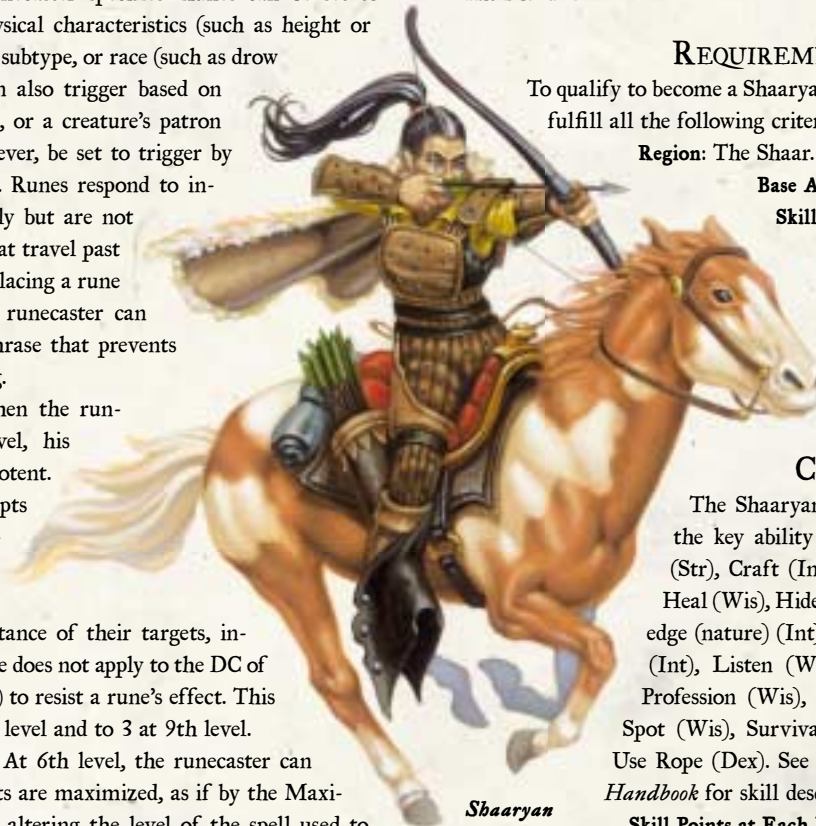 ysical characteristics (such as height or
subtype, or race (such as drow
n also trigger based on
, or a creature's patron
ever, be set to trigger by
. Runes respond to in-
ly but are not
at travel past
lacing a rune
runecaster can
hrase that prevents
g.
hen the run-
vel, his
otent.
pts
tance of their targets, in-
e does not apply to the DC of
) to resist a rune's effect. This
level and to 3 at 9th level.
At 6th level, the runecaster can
ts are maximized, as if by the Maxi-
altering the level of the spell used to
Shaaryan
REQUIREM
To qualify to become a Shaarya
fulfill all the following criter
Region: The Shaar.
Base A
Skill
C
The Shaaryan
the key ability
(Str), Craft (In
Heal (Wis), Hide
edge (nature) (Int)
(Int), Listen (W
Profession (Wis),
Spot (Wis), Surviva
Use Rope (Dex). See
Handbook for skill desc
Skill Points at Each